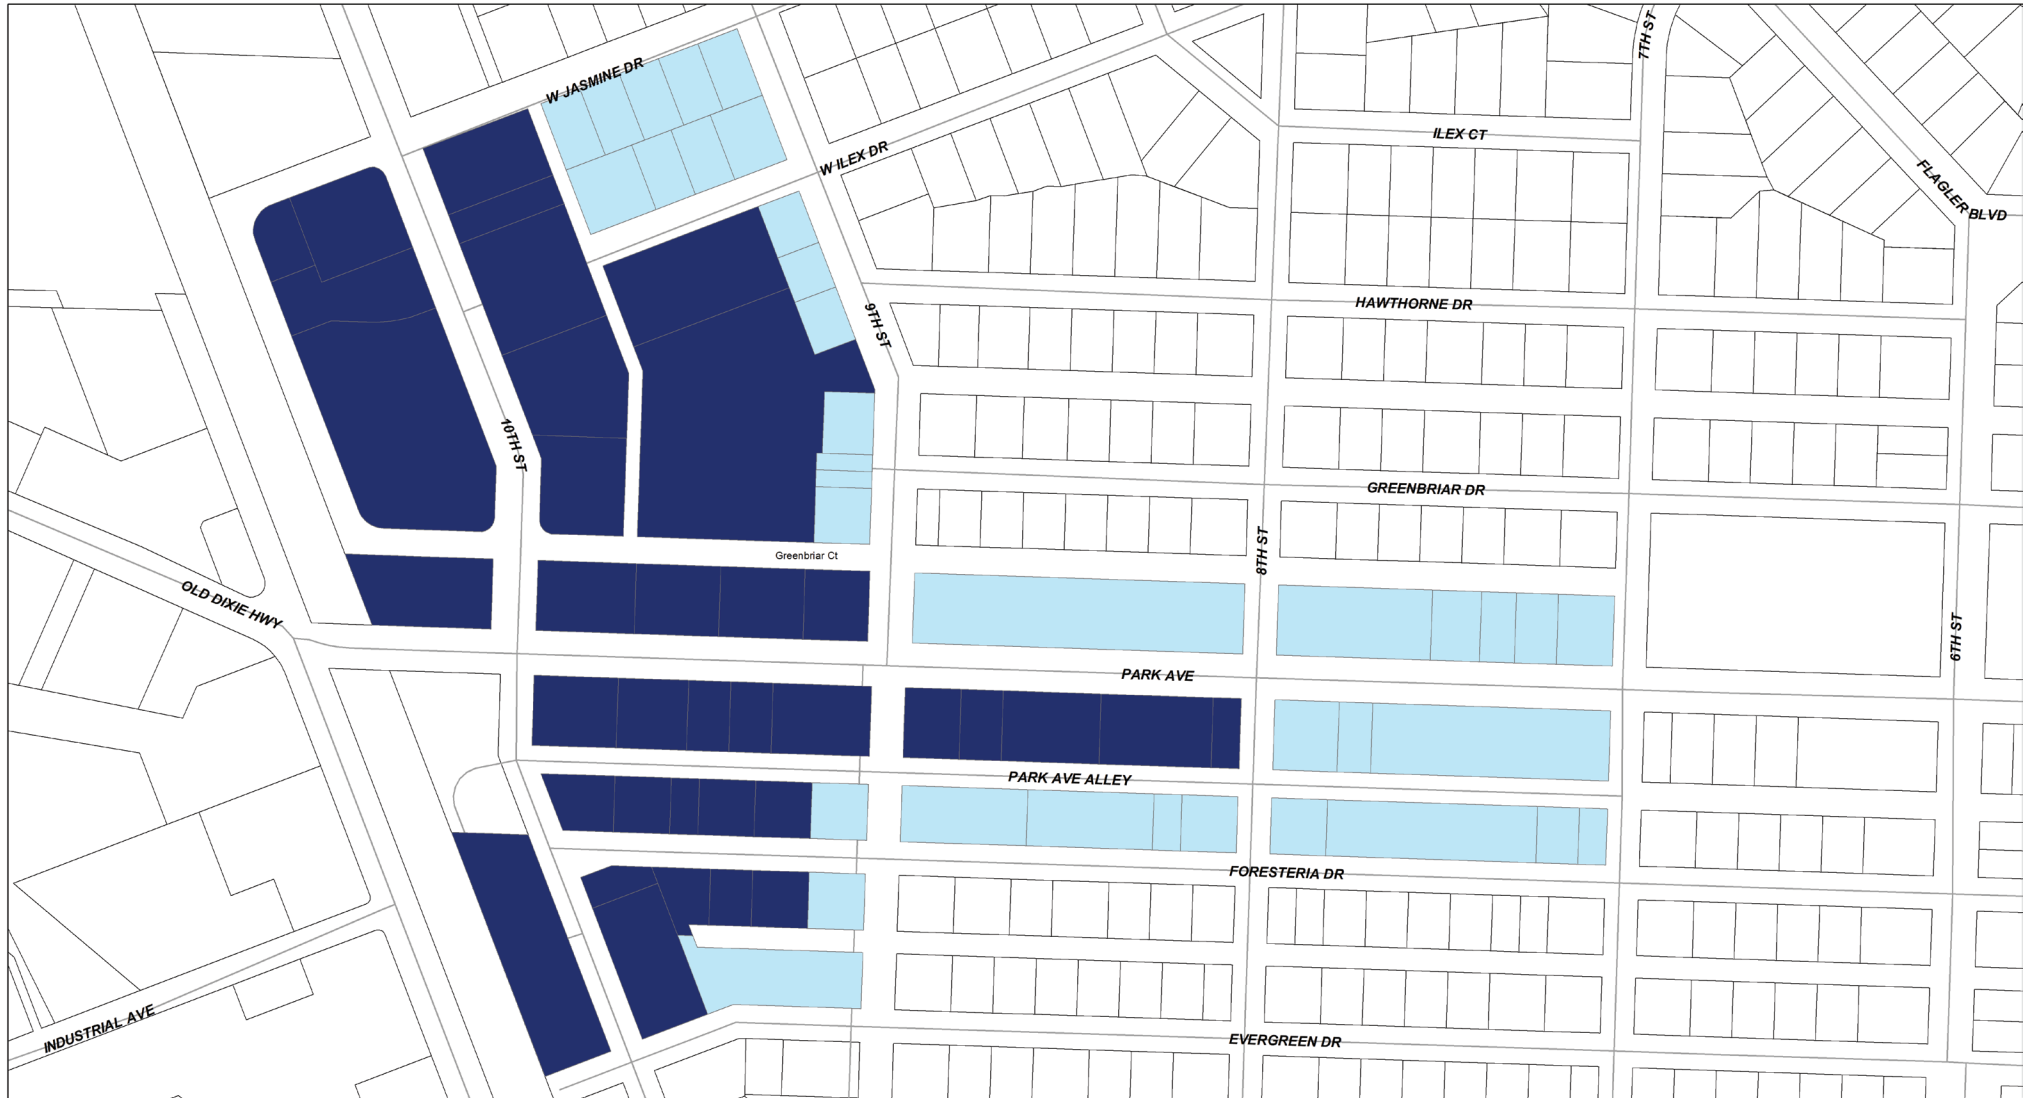 7TH ST
W JASMINE DR
ILEX CT
W ILEX DR
FLAGLER BLVD
HAWTHORNE DR
9TH ST
10TH ST
GREENBRIAR DR
8TH ST
Greenbriar Ct
OLD DIXIE HWY
6TH ST
PARK AVE
PARK AVE ALLEY
FORESTERIA DR
INDUSTRIAL AVE
EVERGREEN DR